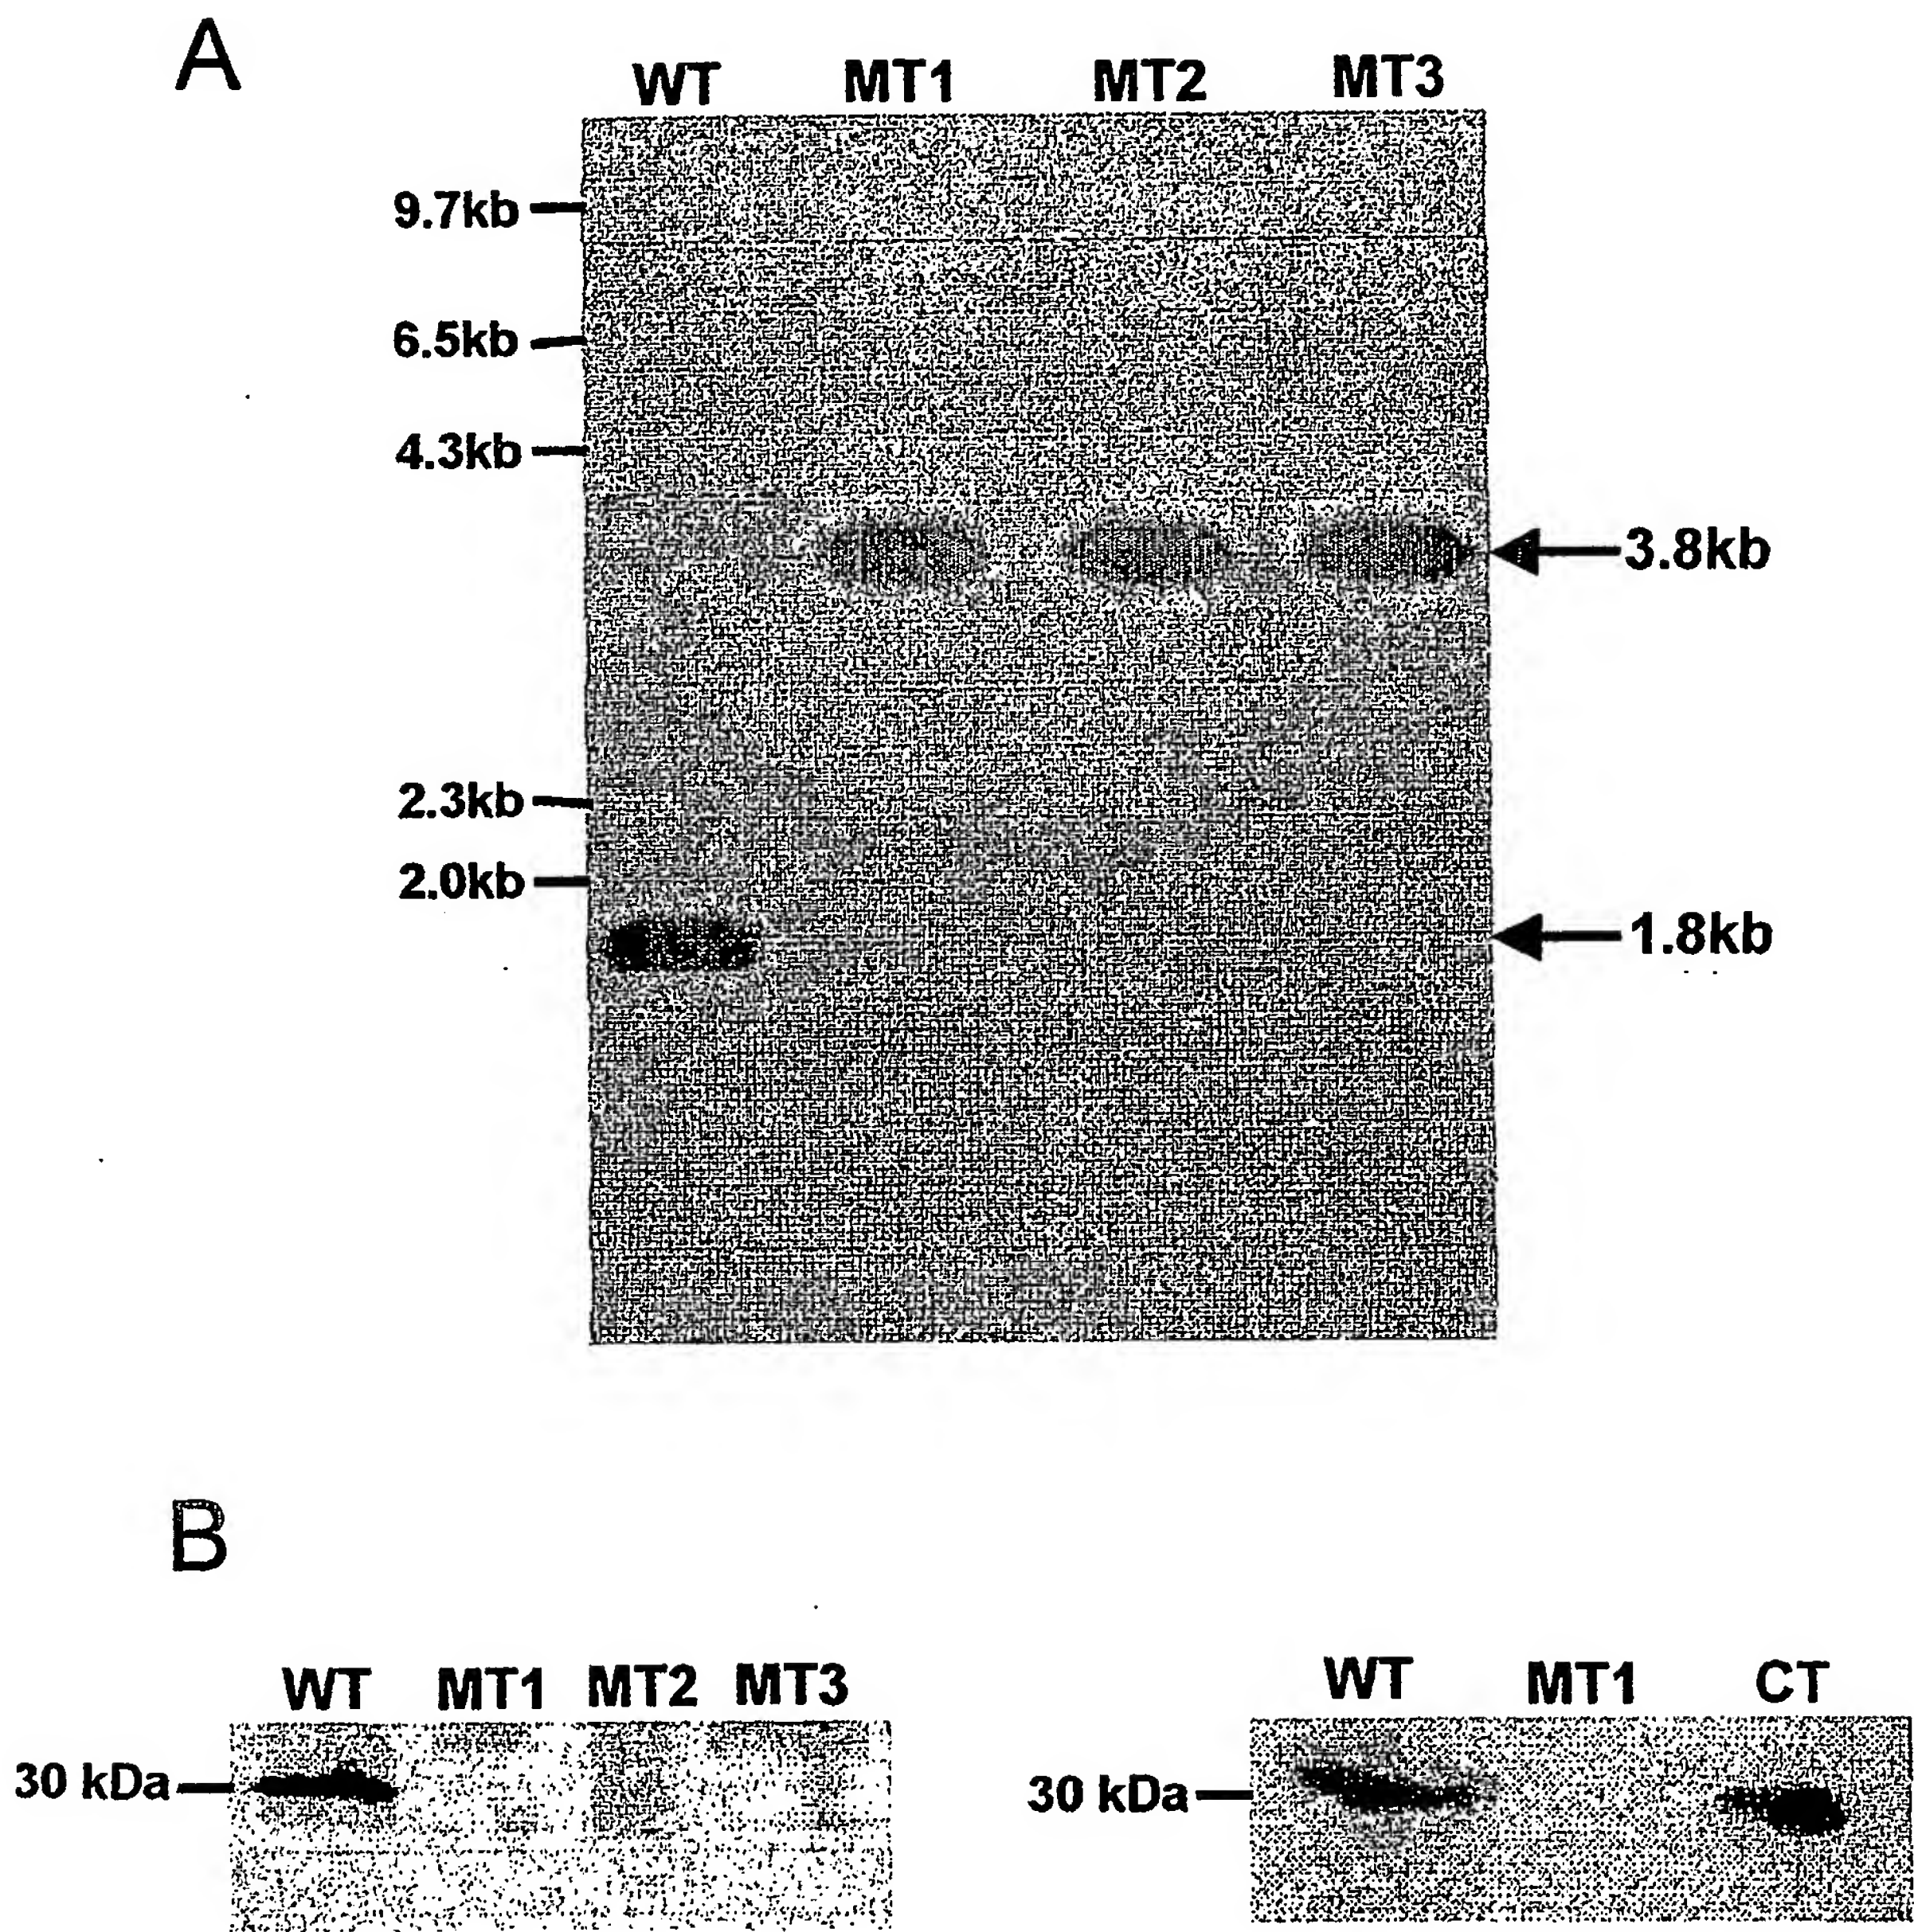 A
WT MT1 MT2 MT3
9.7kb
6.5kb
4.3kb
3.8kb
2.3kb
2.0kb
1.8kb
B
WT MT1 MT2 MT3
30 kDa
WT MT1 CT
30 kDa